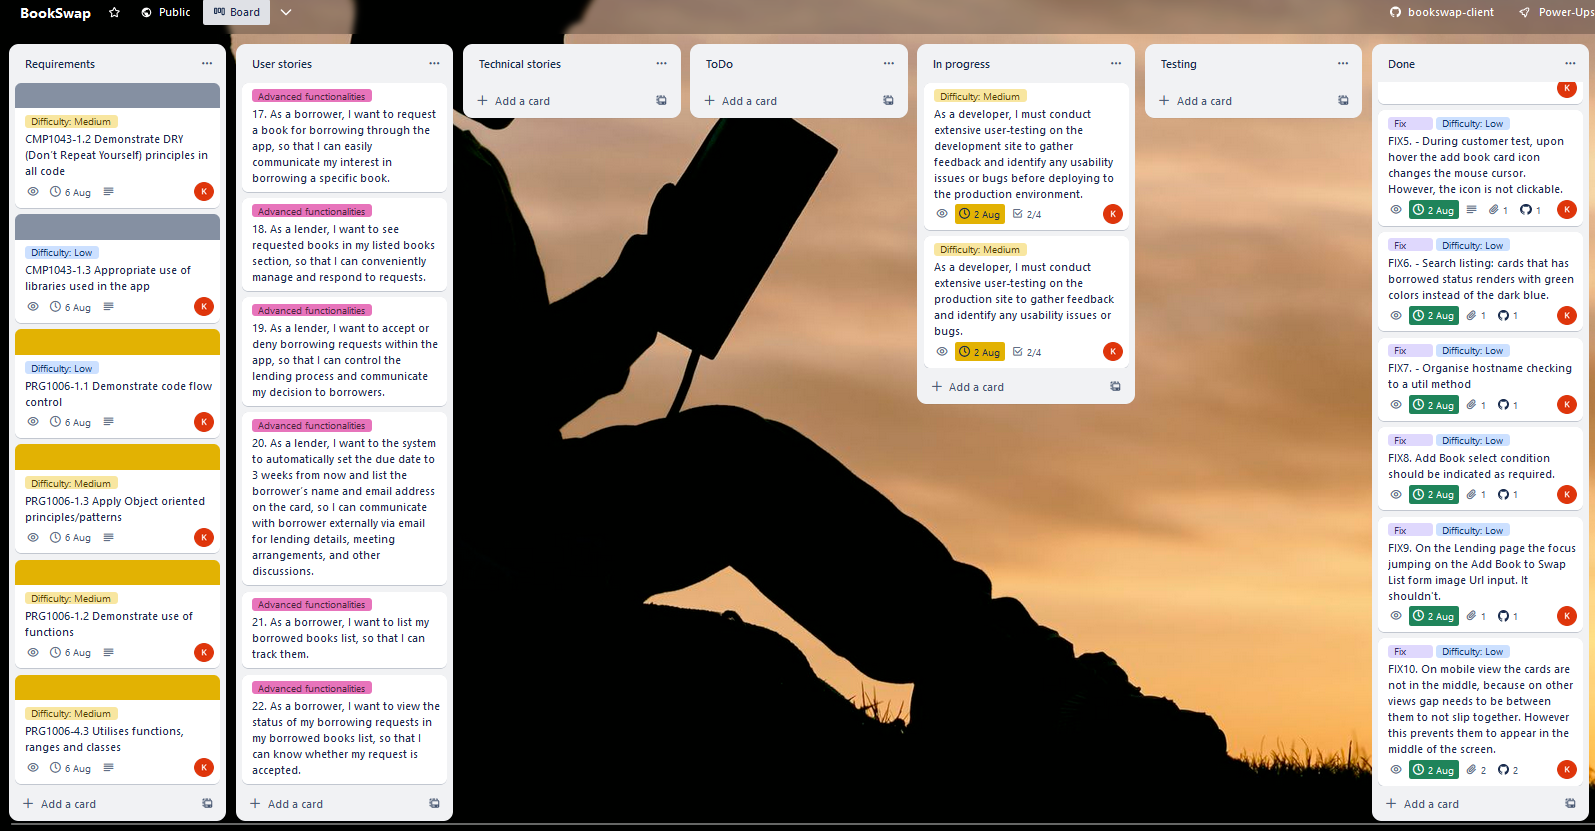 BookSwap
Public
Board
bookswap-client
Power-Ups
Requirements
Difficulty: Medium
CMP1043-1.2 Demonstrate DRY
(Don't Repeat Yourself) principles in
all code
6 Aug
K
Difficulty: Low
CMP1043-1.3 Appropriate use of
libraries used in the app
6 Aug
K
Difficulty: Low
PRG1006-1.1 Demonstrate code flow
control
6 Aug
K
Difficulty: Medium
PRG1006-1.3 Apply Object oriented
principles/patterns
6 Aug
K
Difficulty: Medium
PRG1006-1.2 Demonstrate use of
functions
6 Aug
K
Difficulty: Medium
PRG1006-4.3 Utilises functions,
ranges and classes
6 Aug
K
Add a card
User stories
Advanced functionalities
17. As a borrower, I want to request
a book for borrowing through the
app, so that I can easily
communicate my interest in
borrowing a specific book.
Advanced functionalities
18. As a lender, I want to see
requested books in my listed books
section, so that I can conveniently
manage and respond to requests.
Advanced functionalities
19. As a lender, I want to accept or
deny borrowing requests within the
app, so that I can control the
lending process and communicate
my decision to borrowers.
Advanced functionalities
20. As a lender, I want to the system
to automatically set the due date to
3 weeks from now and list the
borrower's name and email address
on the card, so I can communicate
with borrower externally via email
for lending details, meeting
arrangements, and other
discussions.
Advanced functionalities
21. As a borrower, I want to list my
borrowed books list, so that I can
track them.
Advanced functionalities
22. As a borrower, I want to view the
status of my borrowing requests in
my borrowed books list, so that I
can know whether my request is
accepted.
Add a card
Technical stories
Add a card
ToDo
Add a card
In progress
Difficulty: Medium
As a developer, I must conduct
extensive user-testing on the
development site to gather
feedback and identify any usability
issues or bugs before deploying to
the production environment.
2 Aug 2/4
K
Difficulty: Medium
As a developer, I must conduct
extensive user-testing on the
production site to gather feedback
and identify any usability issues or
bugs.
2 Aug 2/4
K
Add a card
Testing
Add a card
Done
K
Fix Difficulty: Low
FIX5. - During customer test, upon
hover the add book card icon
changes the mouse cursor.
However, the icon is not clickable.
2 Aug 1 1
K
Fix Difficulty: Low
FIX6. - Search listing: cards that has
borrowed status renders with green
colors instead of the dark blue.
2 Aug 1 1
K
Fix Difficulty: Low
FIX7. - Organise hostname checking
to a util method
2 Aug 1 1
K
Fix Difficulty: Low
FIX8. Add Book select condition
should be indicated as required.
2 Aug 1 1
K
Fix Difficulty: Low
FIX9. On the Lending page the focus
jumping on the Add Book to Swap
List form image Url input. It
shouldn't.
2 Aug 1 1
K
Fix Difficulty: Low
FIX10. On mobile view the cards are
not in the middle, because on other
views gap needs to be between
them to not slip together. However
this prevents them to appear in the
middle of the screen.
2 Aug 2 2
K
Add a card